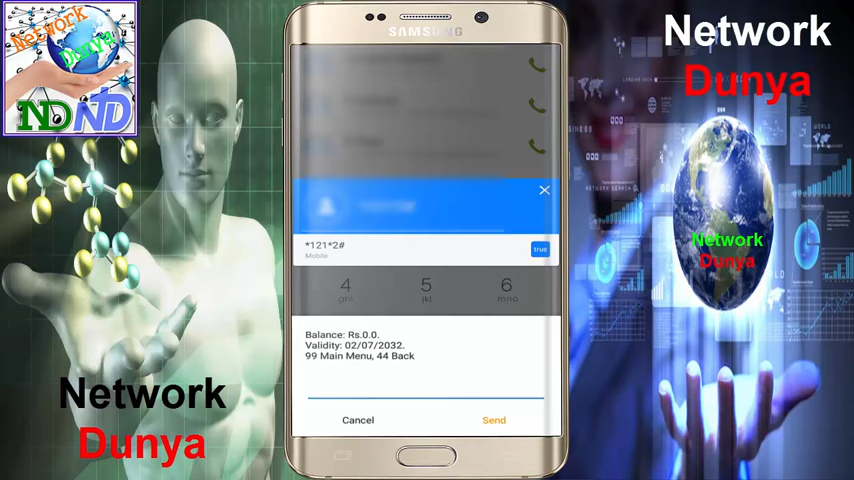 Network
Dunya
ND ND
Network
Dunya
SAMSUNG
*121*2#
Mobile
true
4
ghi
5
jkl
6
mno
Balance: Rs.0.0.
Validity: 02/07/2032.
99 Main Menu, 44 Back
Cancel
Send
Network
Dunya
WORLD
Network
Dunya